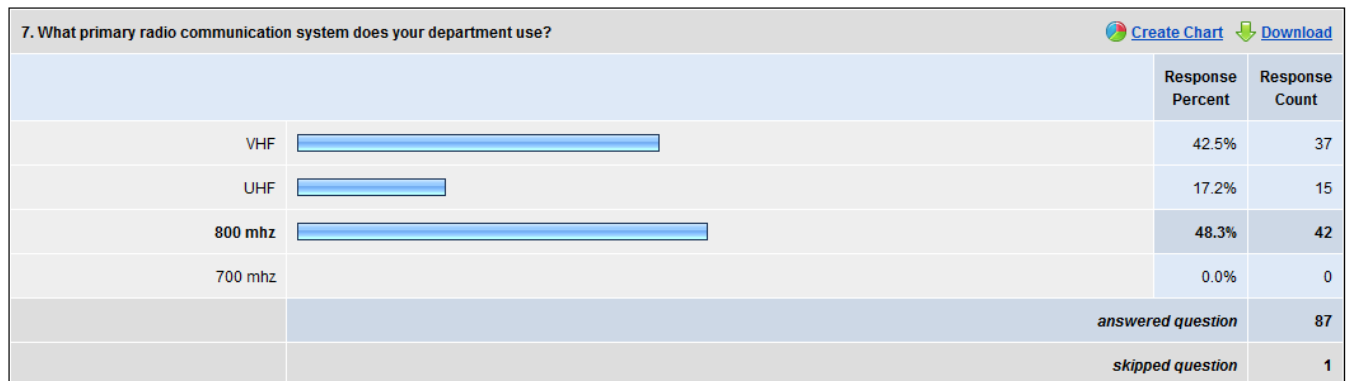 7. What primary radio communication system does your department use? Create Chart Download
Response Percent Response Count
VHF 42.5% 37
UHF 17.2% 15
800 mhz 48.3% 42
700 mhz 0.0% 0
answered question 87
skipped question 1